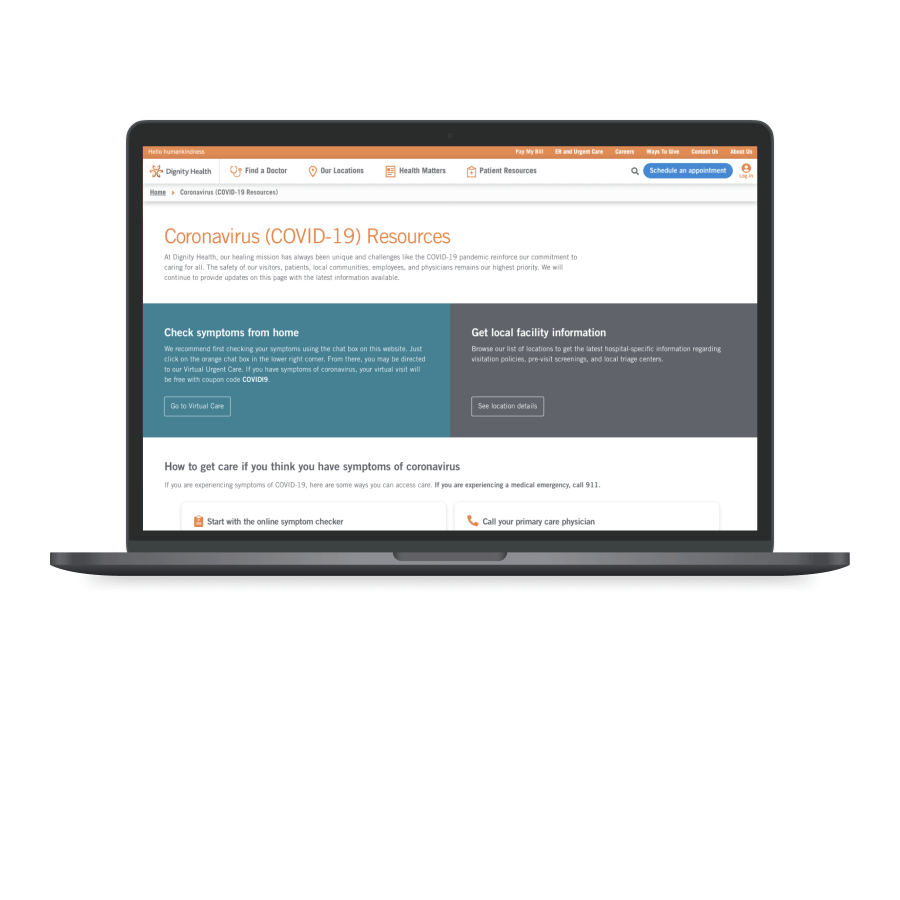 Hello humankindness
Pay My Bill ER and Urgent Care Careers Ways To Give Contact Us About Us
Dignity Health Find a Doctor Our Locations Health Matters Patient Resources Schedule an appointment Log In
Home Coronavirus (COVID-19 Resources)
Coronavirus (COVID-19) Resources
At Dignity Health, our healing mission has always been unique and challenges like the COVID-19 pandemic reinforce our commitment to
caring for all. The safety of our visitors, patients, local communities, employees, and physicians remains our highest priority. We will
continue to provide updates on this page with the latest information available.
Check symptoms from home
We recommend first checking your symptoms using the chat box on this website. Just
click on the orange chat box in the lower right corner. From there, you may be directed
to our Virtual Urgent Care. If you have symptoms of coronavirus, your virtual visit will
be free with coupon code COVID19.
Go to Virtual Care
Get local facility information
Browse our list of locations to get the latest hospital-specific information regarding
visitation policies, pre-visit screenings, and local triage centers.
See location details
How to get care if you think you have symptoms of coronavirus
If you are experiencing symptoms of COVID-19, here are some ways you can access care. If you are experiencing a medical emergency, call 911.
Start with the online symptom checker
Call your primary care physician